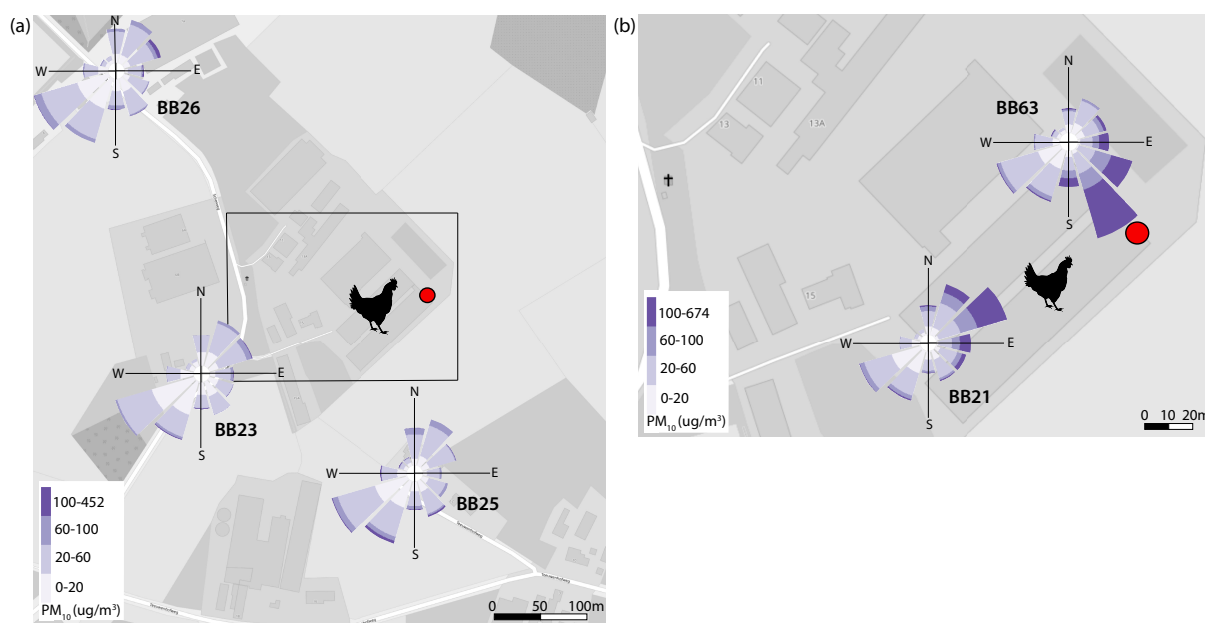 (a)
N
W
E
BB26
S
N
W
E
BB23
S
N
W
E
BB25
S
100-452
60-100
20-60
0-20
PM10 (ug/m³)
0 50 100m
(b)
11
13
13A
BB63
N
W
E
S
15
N
W
E
BB21
S
100-674
60-100
20-60
0-20
PM10 (ug/m³)
0 10 20m